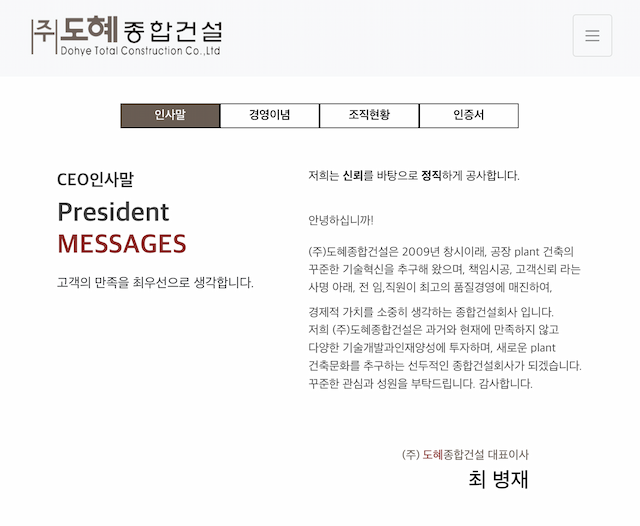 (주)도혜 종합건설
Dohye Total Construction Co.,Ltd
인사말
경영이념
조직현황
인증서
CEO인사말
President
MESSAGES
고객의 만족을 최우선으로 생각합니다.
저희는 신뢰를 바탕으로 정직하게 공사합니다.
안녕하십니까!
(주)도혜종합건설은 2009년 창시이래, 공장 plant 건축의
꾸준한 기술혁신을 추구해 왔으며, 책임시공, 고객신뢰 라는
사명 아래, 전 임,직원이 최고의 품질경영에 매진하여,
경제적 가치를 소중히 생각하는 종합건설회사 입니다.
저희 (주)도혜종합건설은 과거와 현재에 만족하지 않고
다양한 기술개발과인재양성에 투자하며, 새로운 plant
건축문화를 추구하는 선두적인 종합건설회사가 되겠습니다.
꾸준한 관심과 성원을 부탁드립니다. 감사합니다.
(주) 도혜종합건설 대표이사
최 병재